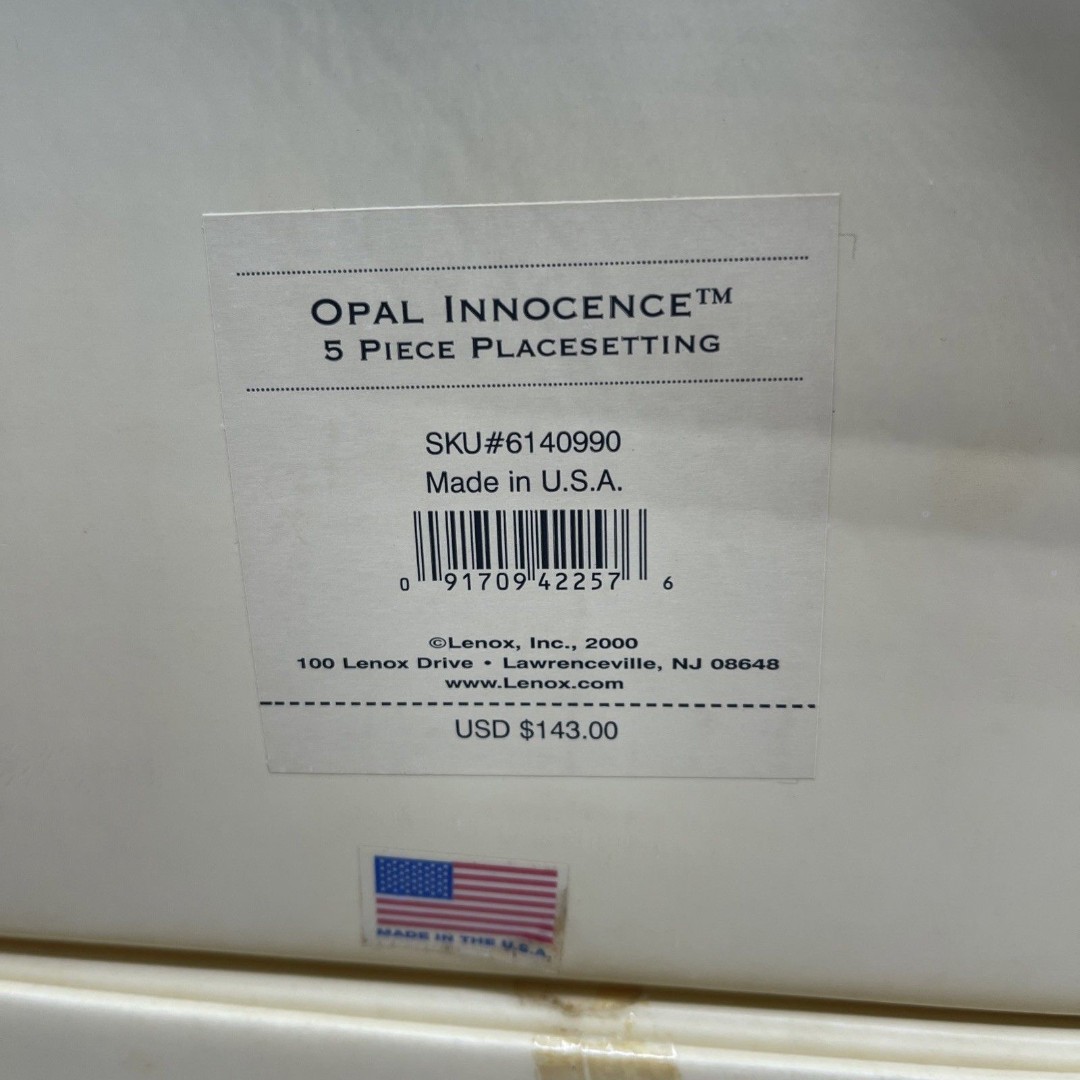 OPAL INNOCENCE™
5 PIECE PLACESETTING
SKU#6140990
Made in U.S.A.
0 91709 42257 6
©Lenox, Inc., 2000
100 Lenox Drive • Lawrenceville, NJ 08648
www.Lenox.com
USD $143.00
MADE IN THE U.S.A.